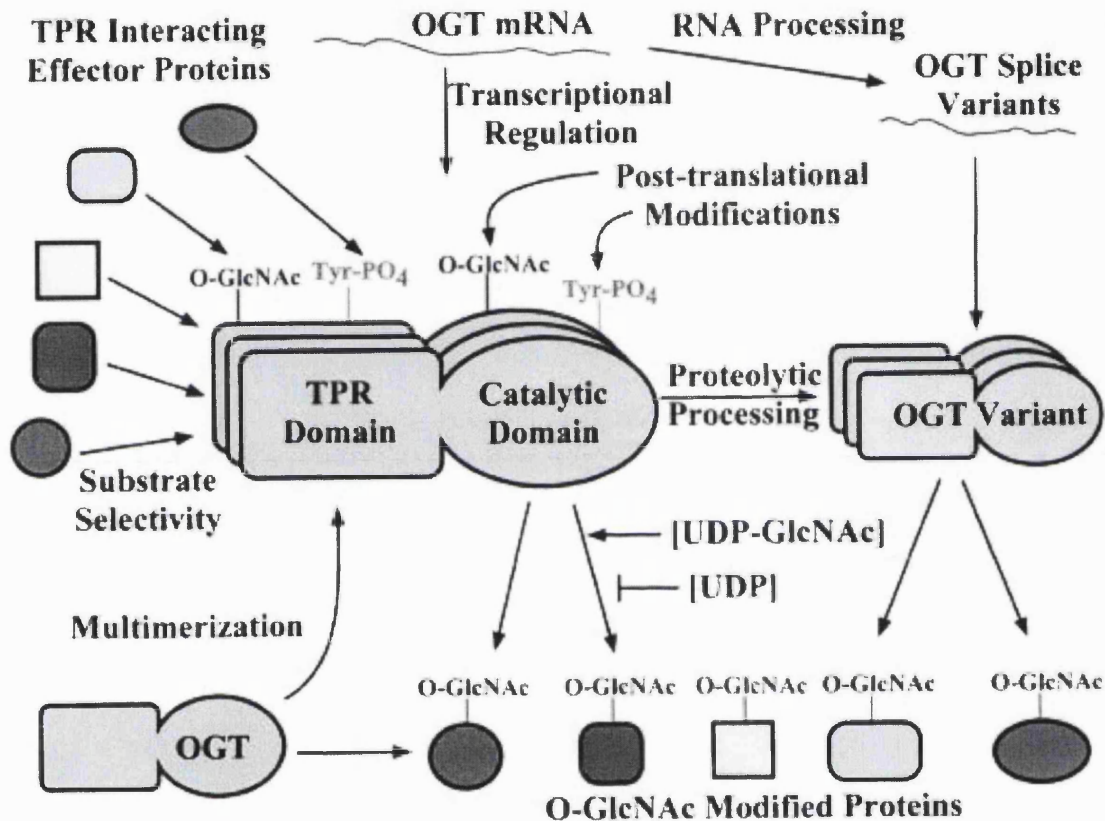 TPR Interacting
Effector Proteins
OGT mRNA
RNA Processing
OGT Splice
Variants
Transcriptional
Regulation
Post-translational
Modifications
O-GlcNAc
Tyr-PO4
O-GlcNAc
Tyr-PO4
TPR
Domain
Catalytic
Domain
Proteolytic
Processing
OGT Variant
Substrate
Selectivity
[UDP-GlcNAc]
[UDP]
Multimerization
OGT
O-GlcNAc
O-GlcNAc
O-GlcNAc
O-GlcNAc
O-GlcNAc
O-GlcNAc Modified Proteins